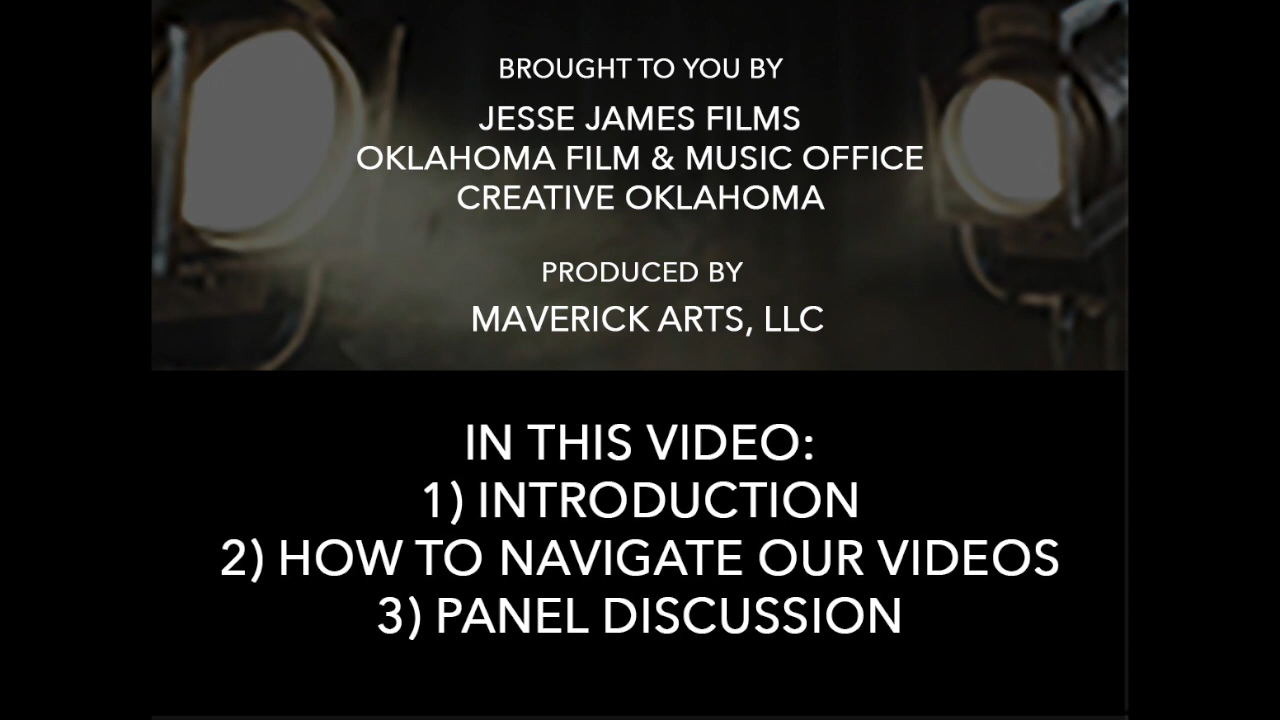 BROUGHT TO YOU BY
JESSE JAMES FILMS
OKLAHOMA FILM & MUSIC OFFICE
CREATIVE OKLAHOMA
PRODUCED BY
MAVERICK ARTS, LLC
IN THIS VIDEO:
1) INTRODUCTION
2) HOW TO NAVIGATE OUR VIDEOS
3) PANEL DISCUSSION